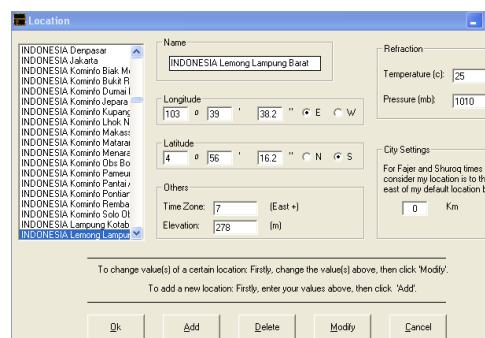 Location
INDONESIA Denpasar
INDONESIA Jakarta
INDONESIA Kominfo Biak
INDONESIA Kominfo Bukit
INDONESIA Kominfo Dumai
INDONESIA Kominfo Jepara
INDONESIA Kominfo Kupang
INDONESIA Kominfo Lhok N
INDONESIA Kominfo Makas
INDONESIA Kominfo Matarar
INDONESIA Kominfo Menara
INDONESIA Kominfo Obs Bo
INDONESIA Kominfo Pameur
INDONESIA Kominfo Pantai
INDONESIA Kominfo Pontiar
INDONESIA Kominfo Remba
INDONESIA Kominfo Solo
INDONESIA Lampung Kotab
INDONESIA Lemong Lampur
Name
INDONESIA Lemong Lampung Barat
Longitude
103 o 39 ' 38.2 " E W
Latitude
4 o 56 ' 16.2 " N S
Others
Time Zone: 7 (East +)
Elevation: 278 (m)
Refraction
Temperature (c): 25
Pressure (mb): 1010
City Settings
For Fajer and Shuroq times
consider my location is to th
east of my default location b
0 Km
To change value(s) of a certain location: Firstly, change the value(s) above, then click 'Modify'.
To add a new location: Firstly, enter your values above, then click 'Add'.
Ok Add Delete Modify Cancel